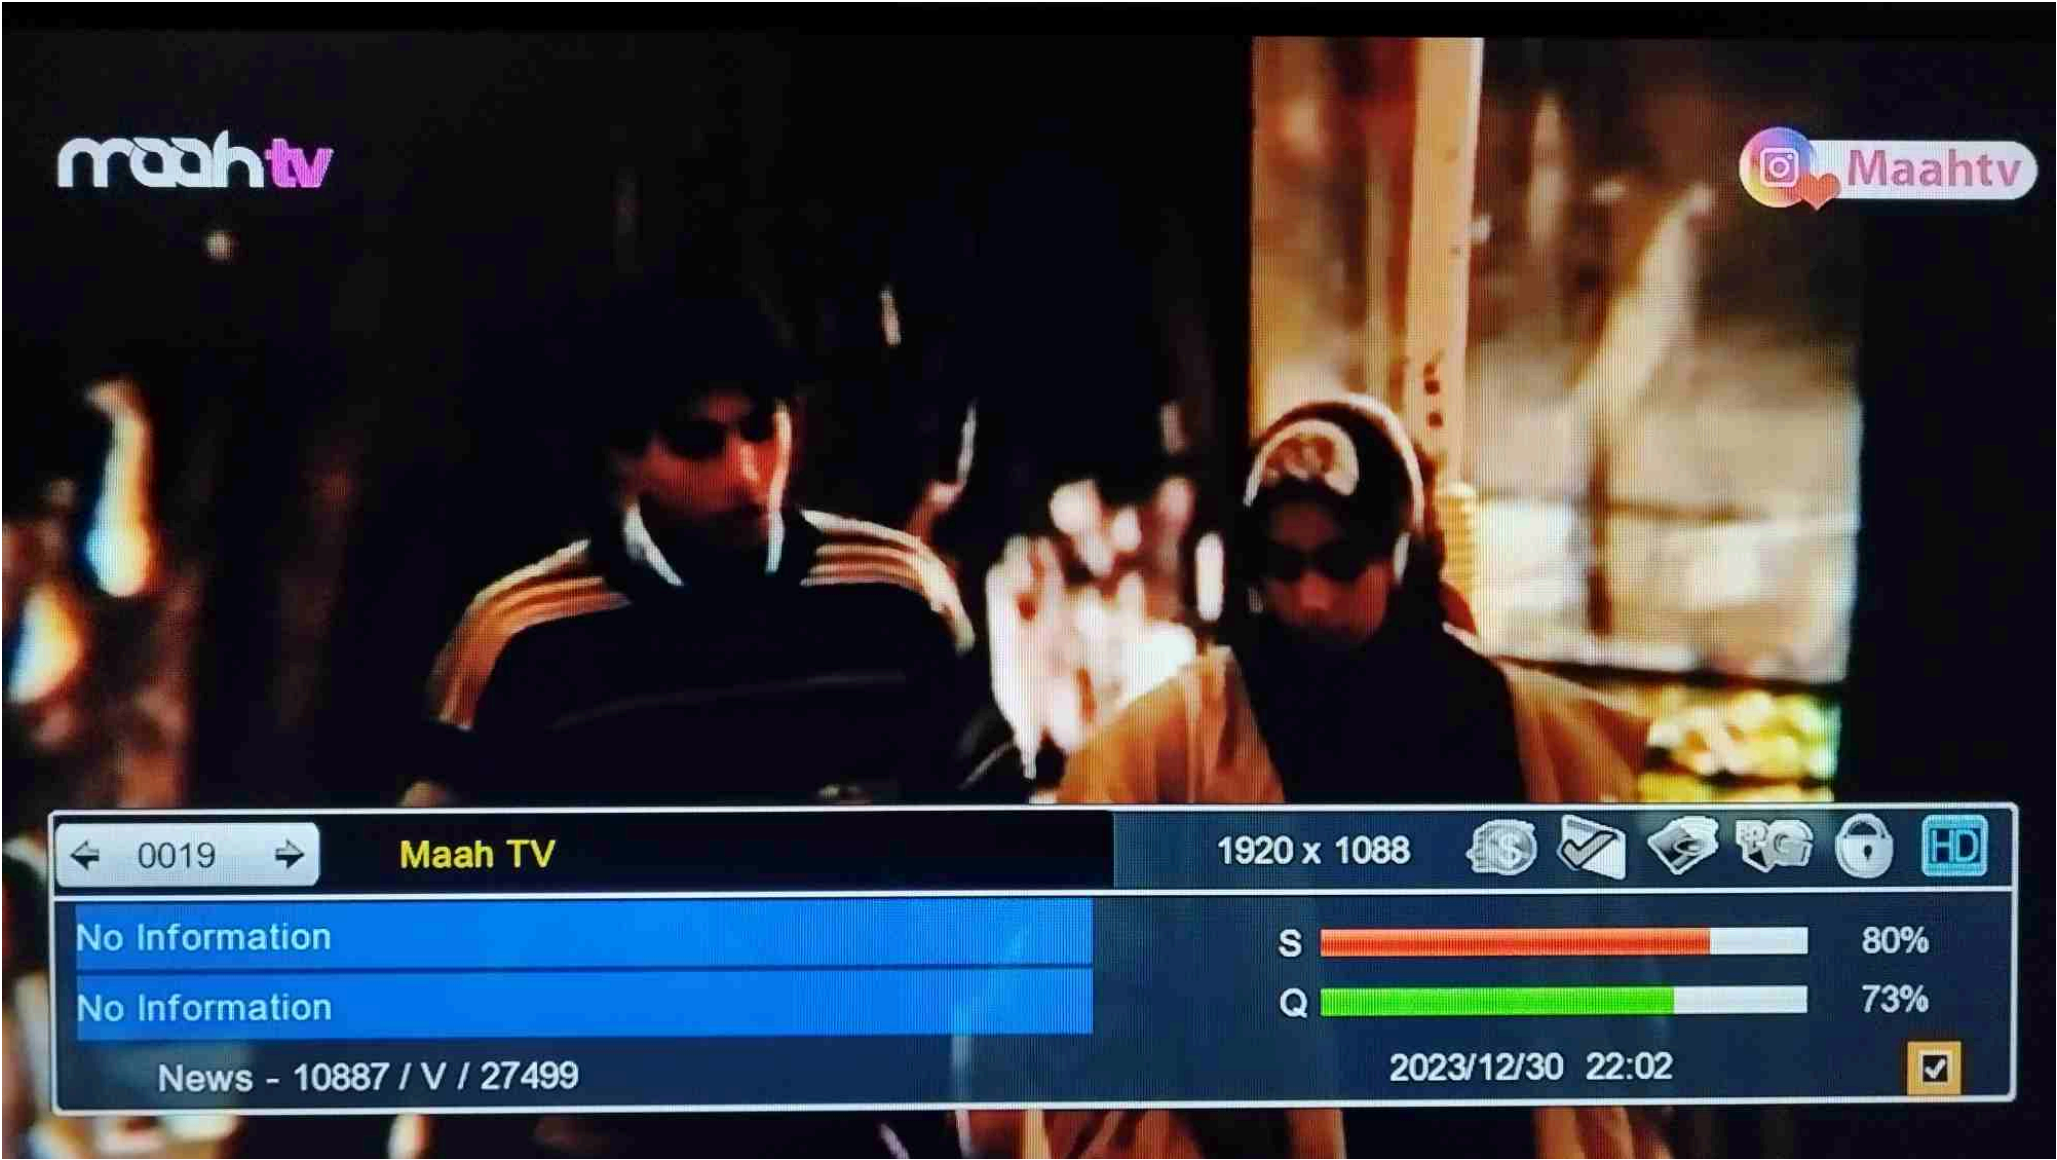 maahtv
Maahtv
0019 Maah TV 1920 x 1088 HD
No Information
S 80%
No Information
Q 73%
News - 10887 / V / 27499 2023/12/30 22:02